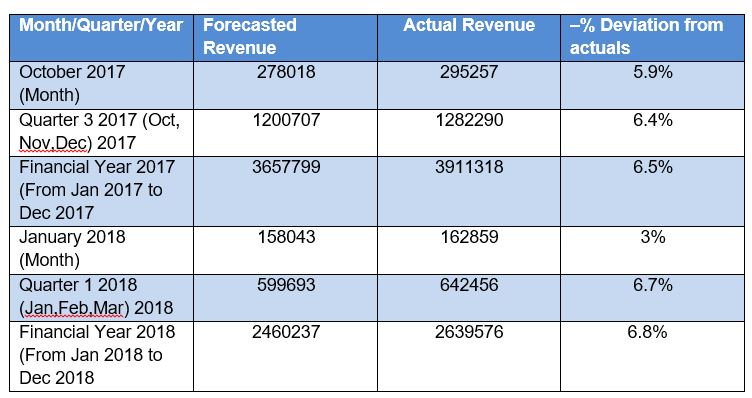 Month/Quarter/Year Forecasted Revenue Actual Revenue –% Deviation from actuals
October 2017 (Month) 278018 295257 5.9%
Quarter 3 2017 (Oct, Nov,Dec) 2017 1200707 1282290 6.4%
Financial Year 2017 (From Jan 2017 to Dec 2017 3657799 3911318 6.5%
January 2018 (Month) 158043 162859 3%
Quarter 1 2018 (Jan,Feb,Mar) 2018 599693 642456 6.7%
Financial Year 2018 (From Jan 2018 to Dec 2018 2460237 2639576 6.8%